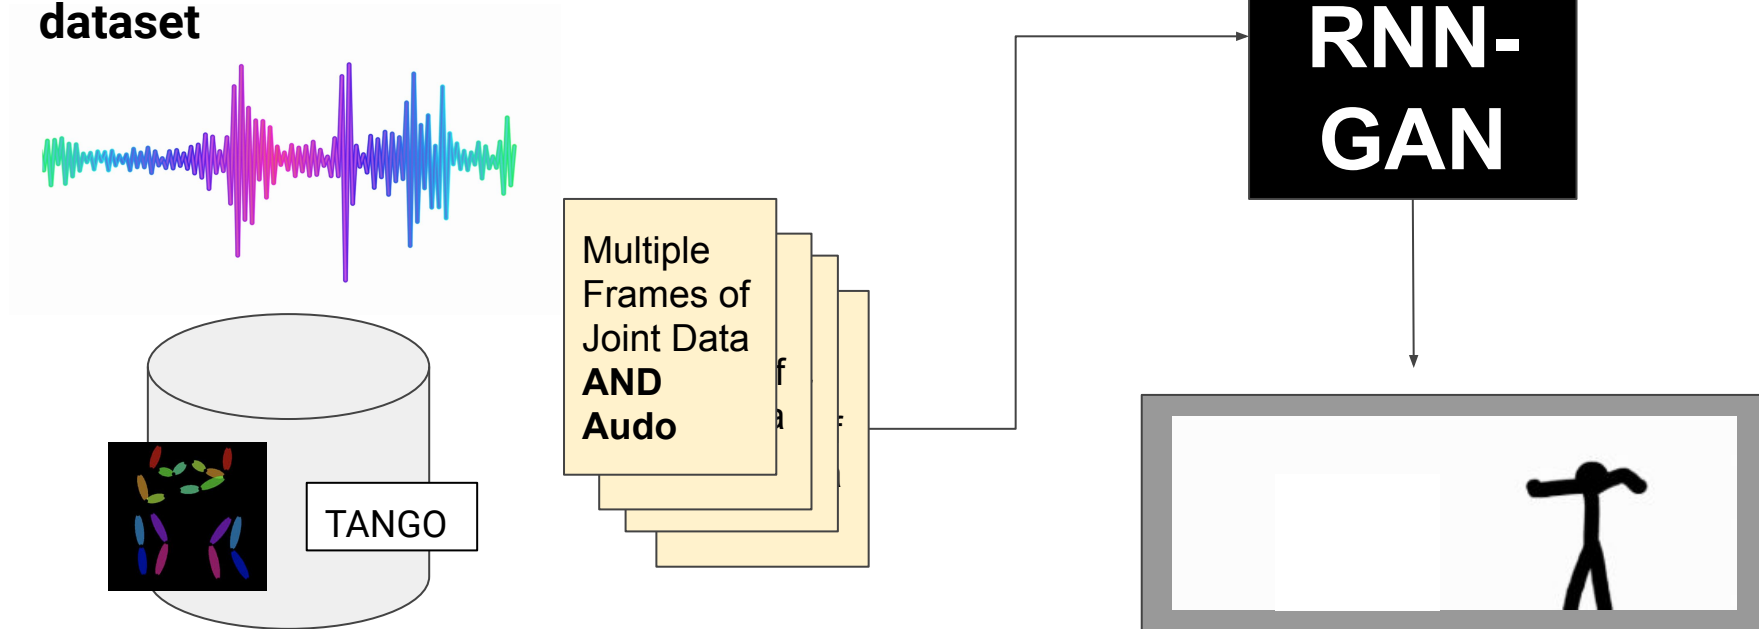 dataset
RNN-
GAN
Multiple
Frames of
Joint Data
AND
Audo
TANGO